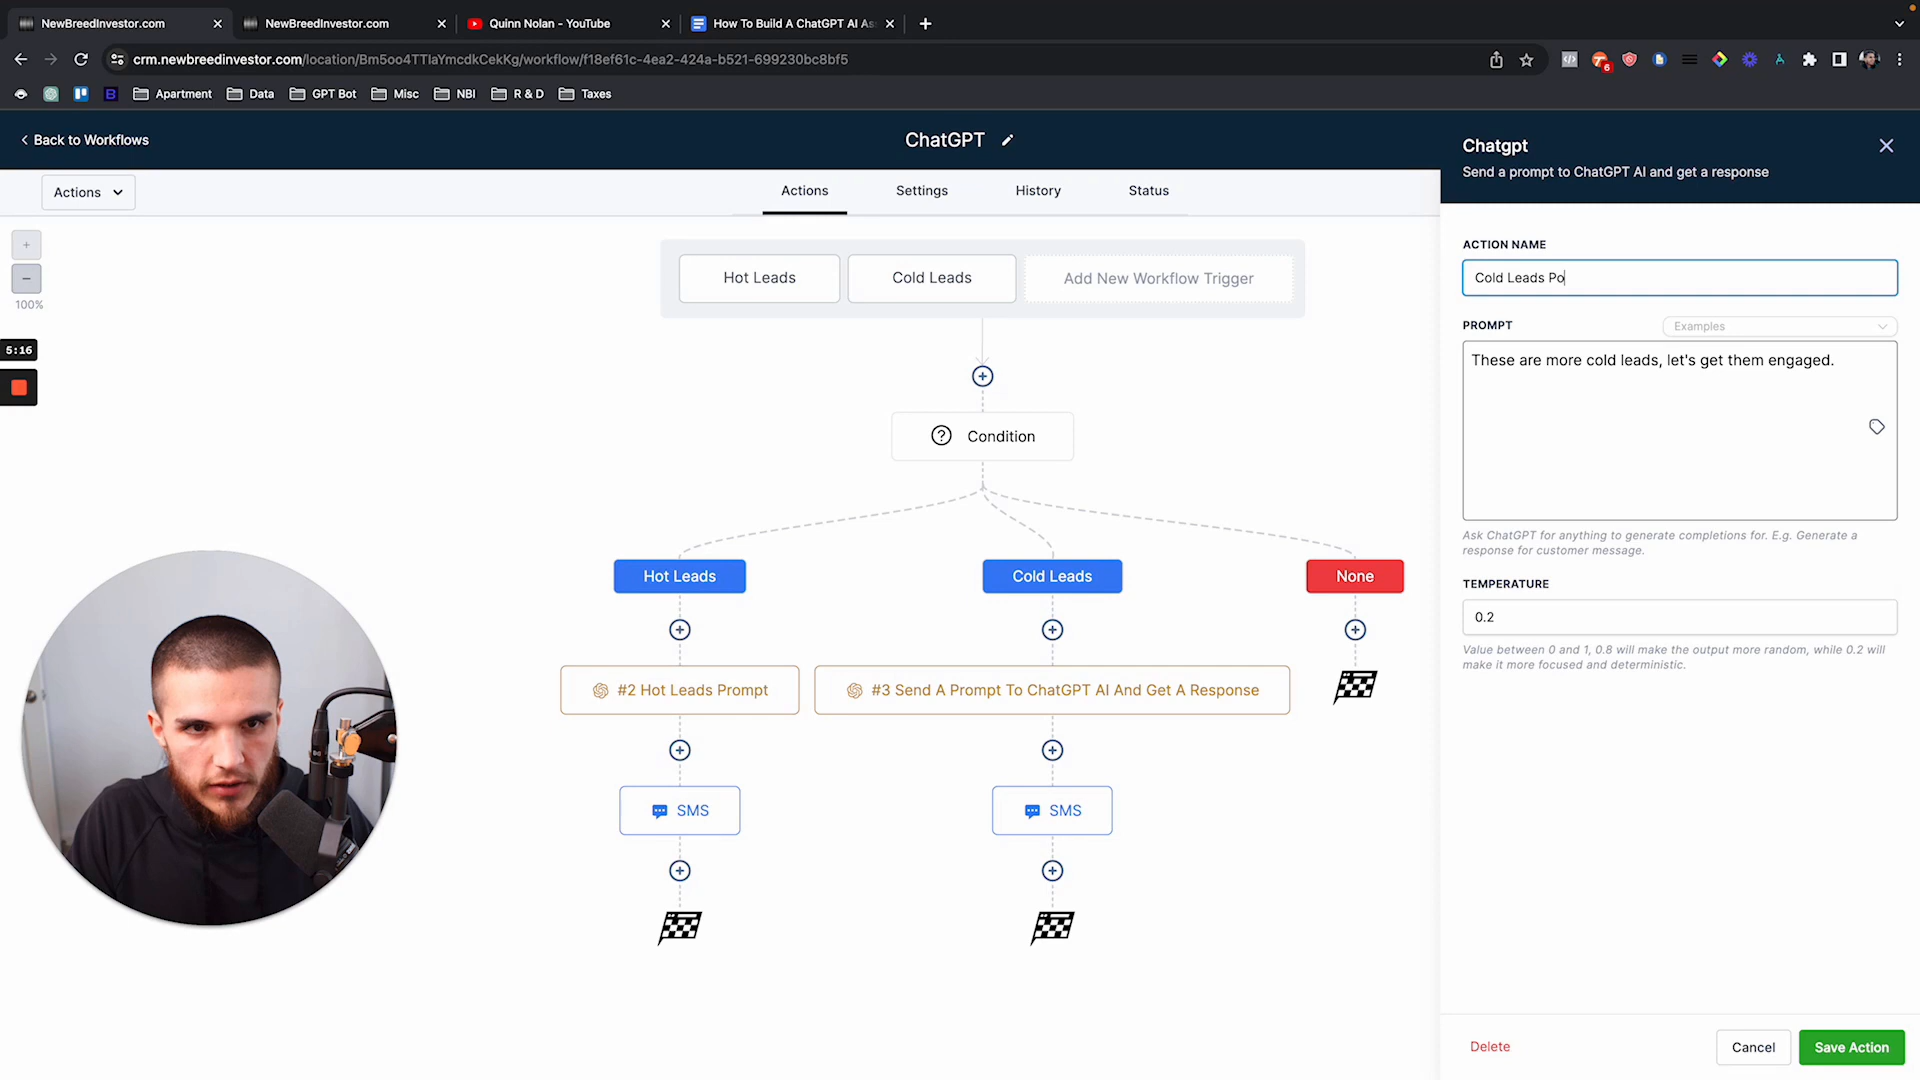 NewBreedInvestor.com
NewBreedInvestor.com
Quinn Nolan - YouTube
How To Build A ChatGPT AI As
crm.newbreedinvestor.com/location/Bm5oo4TTlaYmcdkCekKg/workflow/f18ef61c-4ea2-424a-b521-699230bc8bf5
6
B
Apartment
Data
GPT Bot
Misc
NBI
R & D
Taxes
Back to Workflows
ChatGPT
Actions
Actions
Settings
History
Status
100%
5:16
Hot Leads
Cold Leads
Add New Workflow Trigger
Condition
Hot Leads
Cold Leads
None
#2 Hot Leads Prompt
#3 Send A Prompt To ChatGPT AI And Get A Response
SMS
SMS
Chatgpt
Send a prompt to ChatGPT AI and get a response
ACTION NAME
Cold Leads Po
PROMPT
Examples
These are more cold leads, let's get them engaged.
Ask ChatGPT for anything to generate completions for. E.g. Generate a
response for customer message.
TEMPERATURE
0.2
Value between 0 and 1, 0.8 will make the output more random, while 0.2 will
make it more focused and deterministic.
Delete
Cancel
Save Action